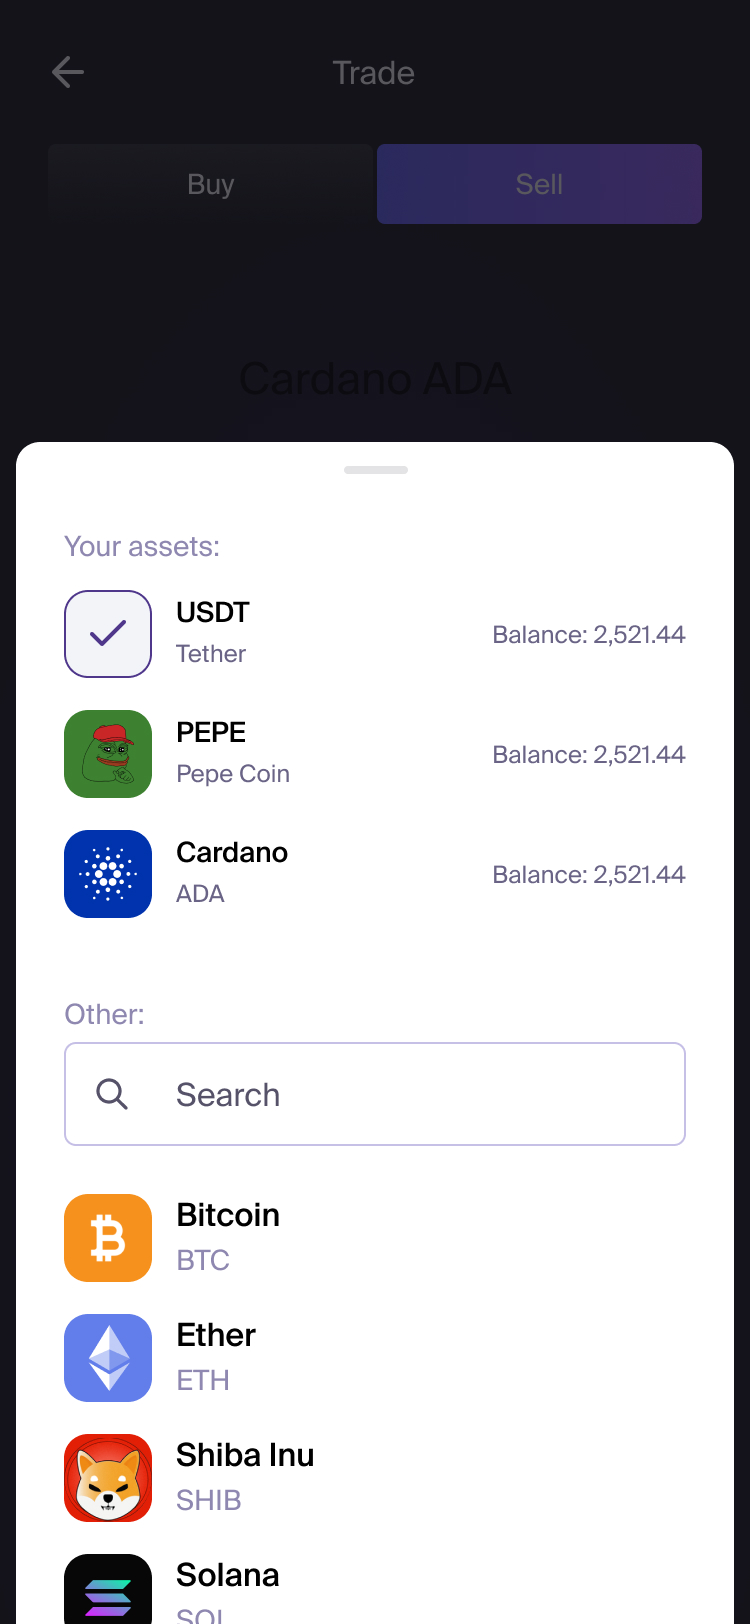 Trade
Buy
Sell
Cardano ADA
Your assets:
USDT
Tether
Balance: 2,521.44
PEPE
Pepe Coin
Balance: 2,521.44
Cardano
ADA
Balance: 2,521.44
Other:
Search
Bitcoin
BTC
Ether
ETH
Shiba Inu
SHIB
Solana
SOL